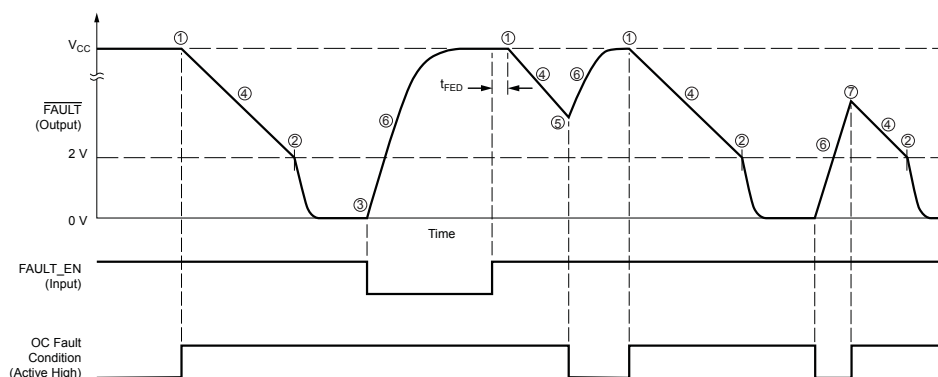 ① ① ① ⑦
V_CC
④ ④ ⑥ ④ ④
t_FED
FAULT
(Output)
⑥ ⑤ ⑥
② ② ②
2 V
③
0 V
Time
FAULT_EN
(Input)
OC Fault
Condition
(Active High)